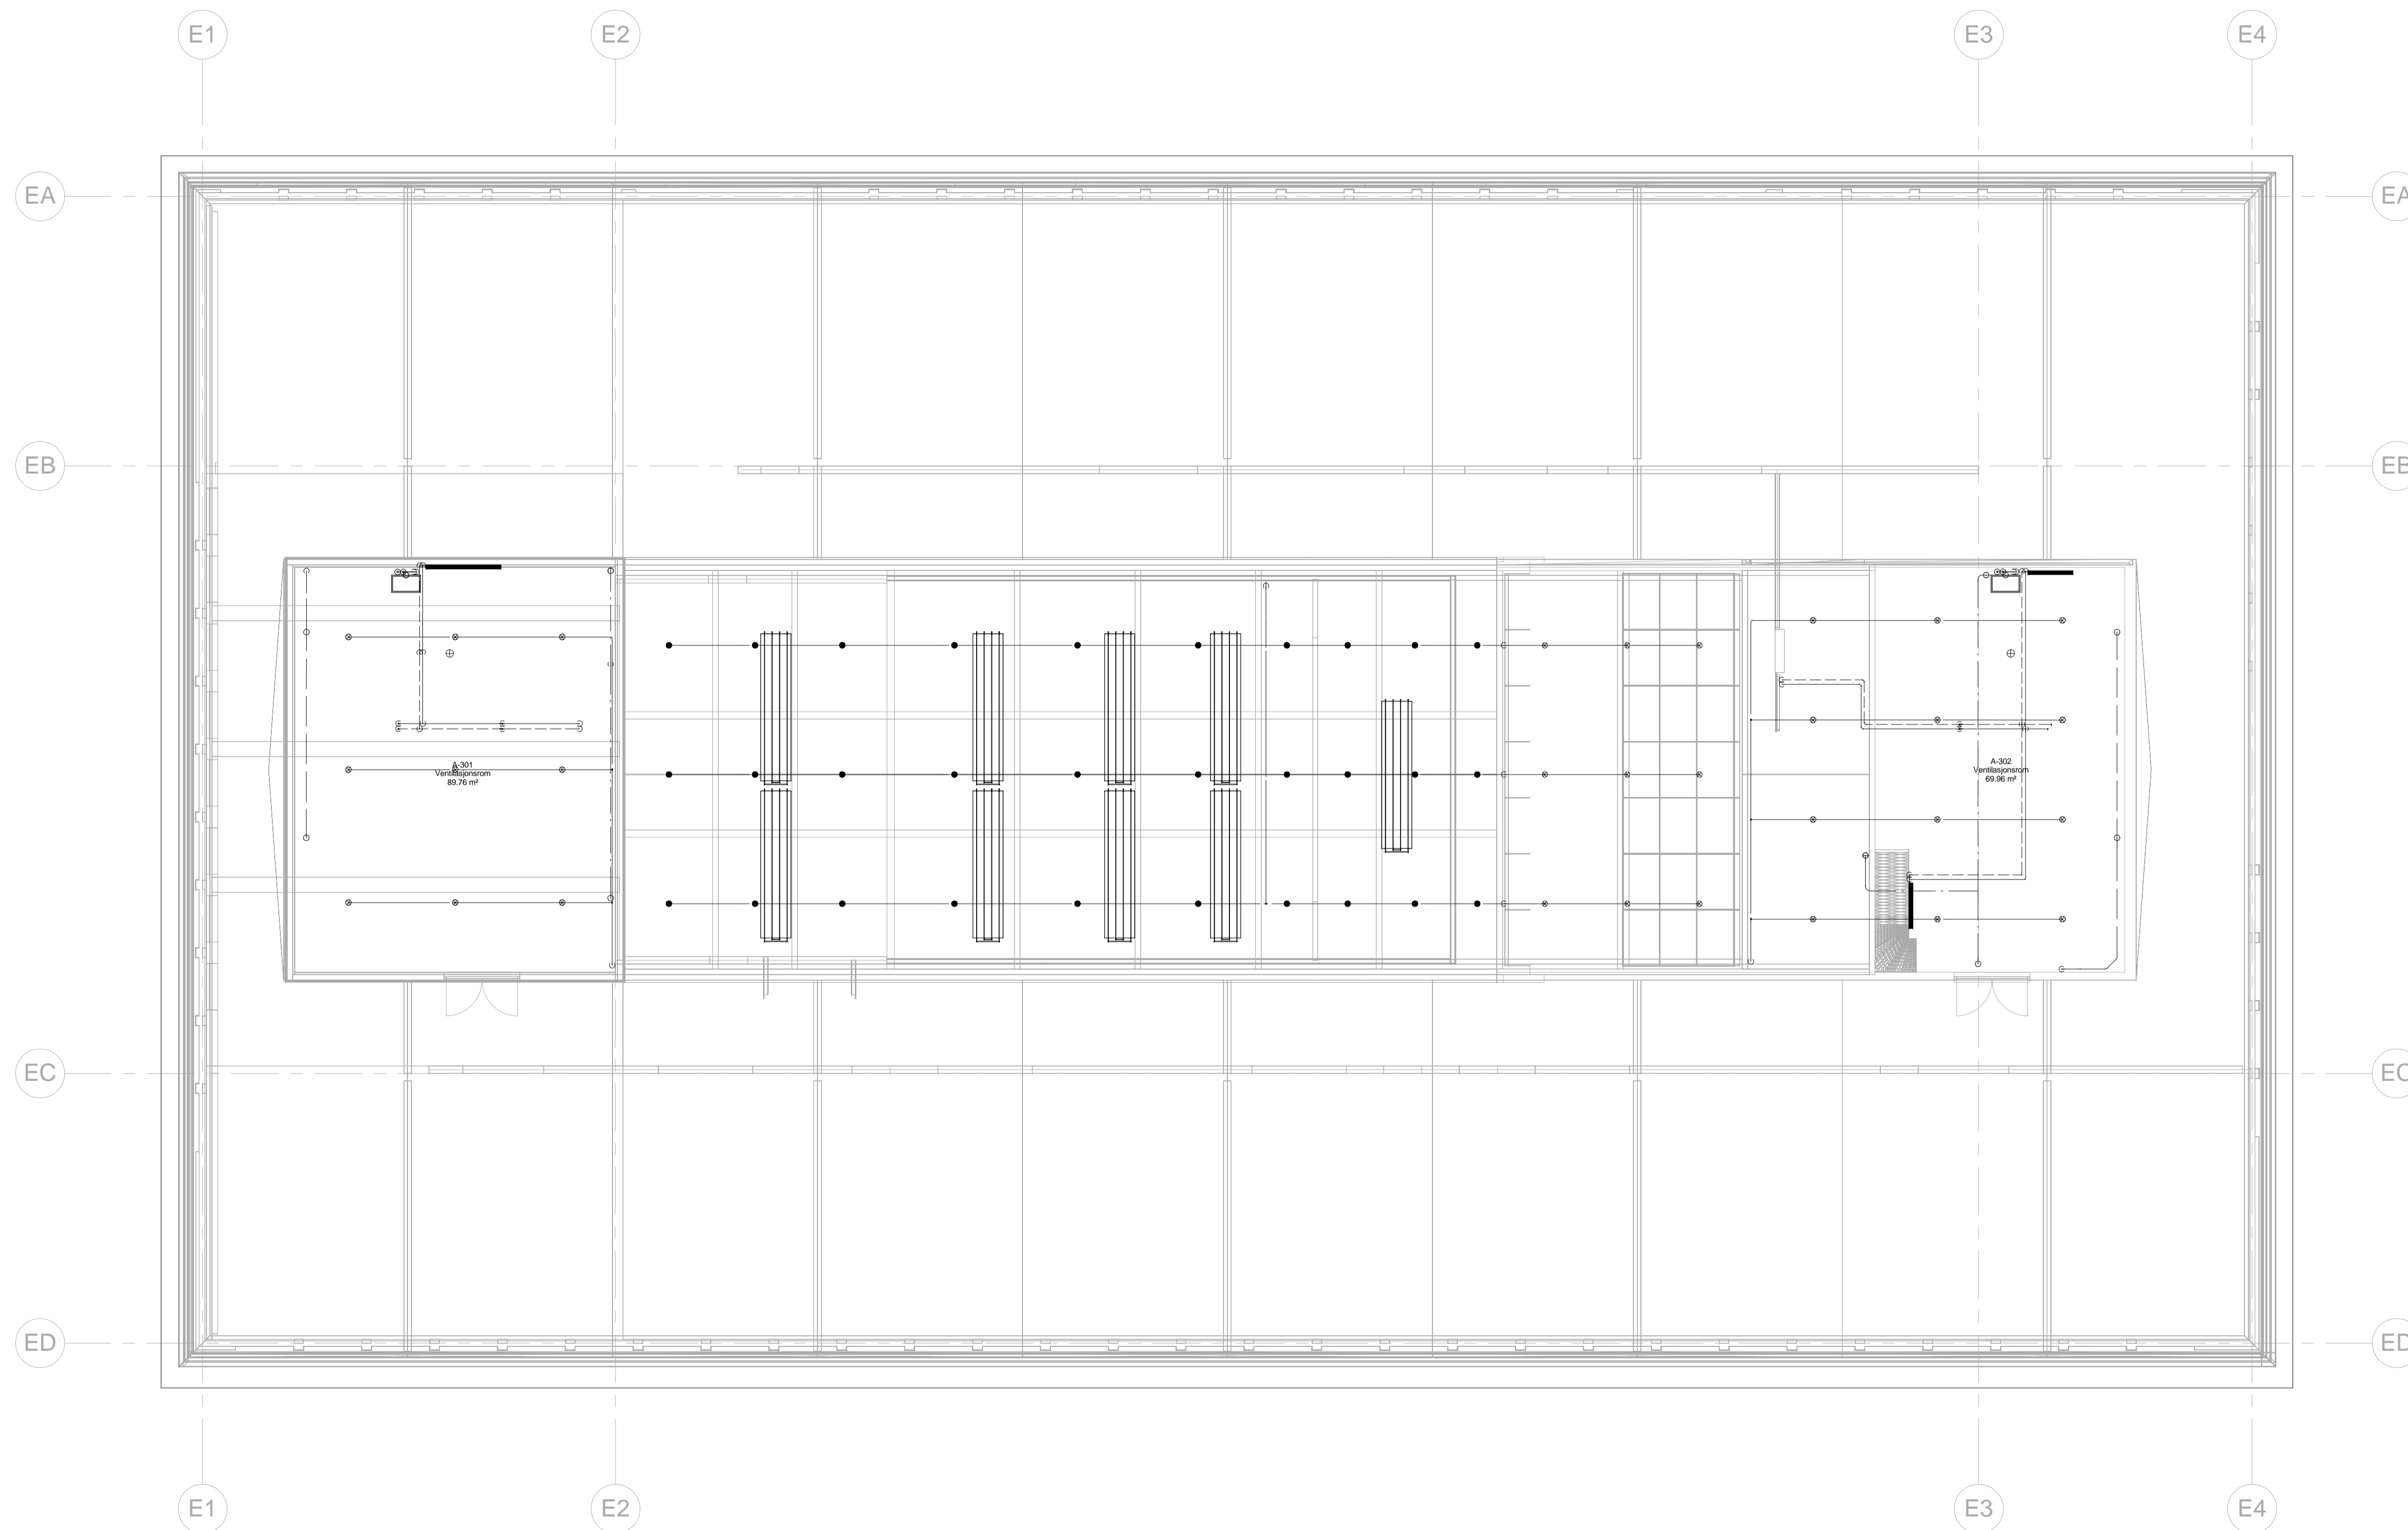 E1
E2
E3
E4
EA
EA
EB
EB
A-301
Ventilasjonsrom
89.76 m²
A-302
Ventilasjonsrom
69.96 m²
EC
EC
ED
ED
E1
E2
E3
E4